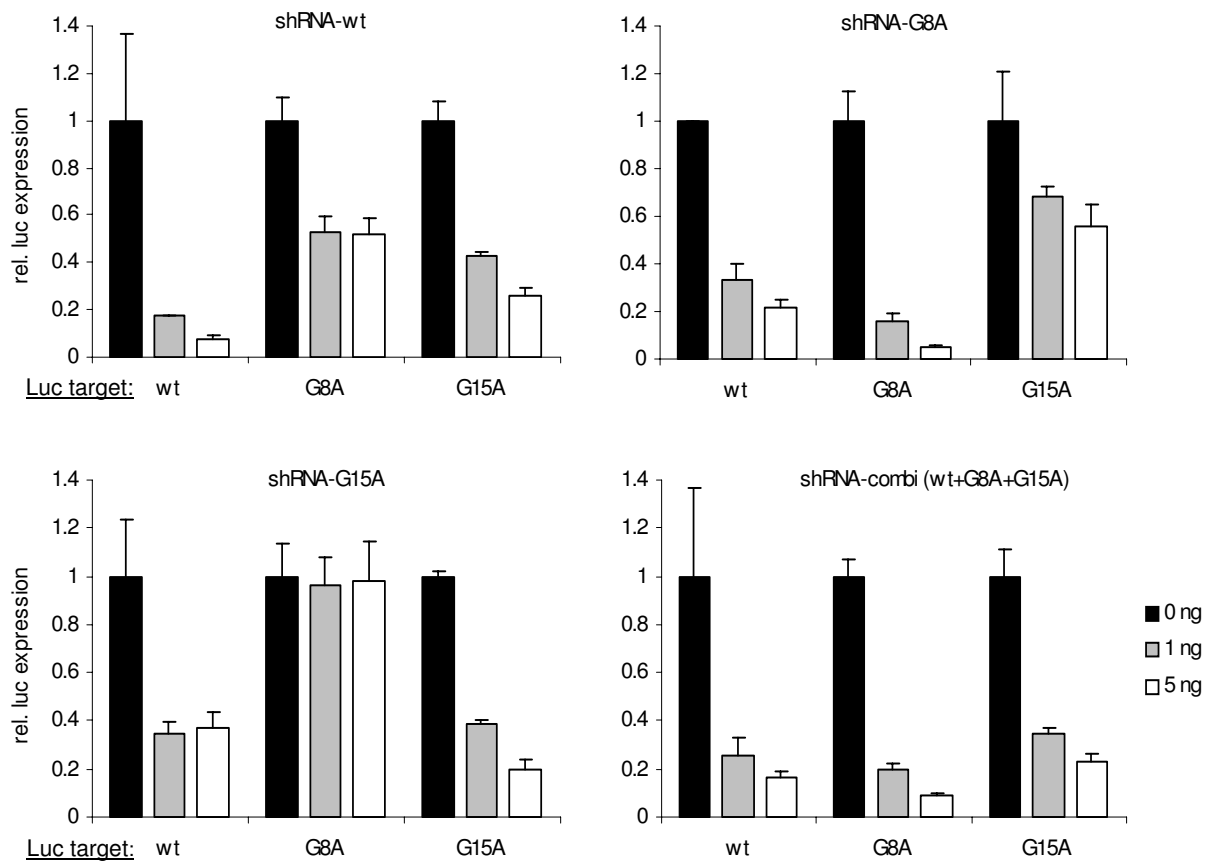 shRNA-wt
1.4
1.2
1
0.8
0.6
0.4
0.2
0
rel. luc expression
Luc target: wt G8A G15A
shRNA-G8A
1.4
1.2
1
0.8
0.6
0.4
0.2
0
wt G8A G15A
shRNA-G15A
1.4
1.2
1
0.8
0.6
0.4
0.2
0
rel. luc expression
Luc target: wt G8A G15A
shRNA-combi (wt+G8A+G15A)
1.4
1.2
1
0.8
0.6
0.4
0.2
0
wt G8A G15A
0 ng
1 ng
5 ng